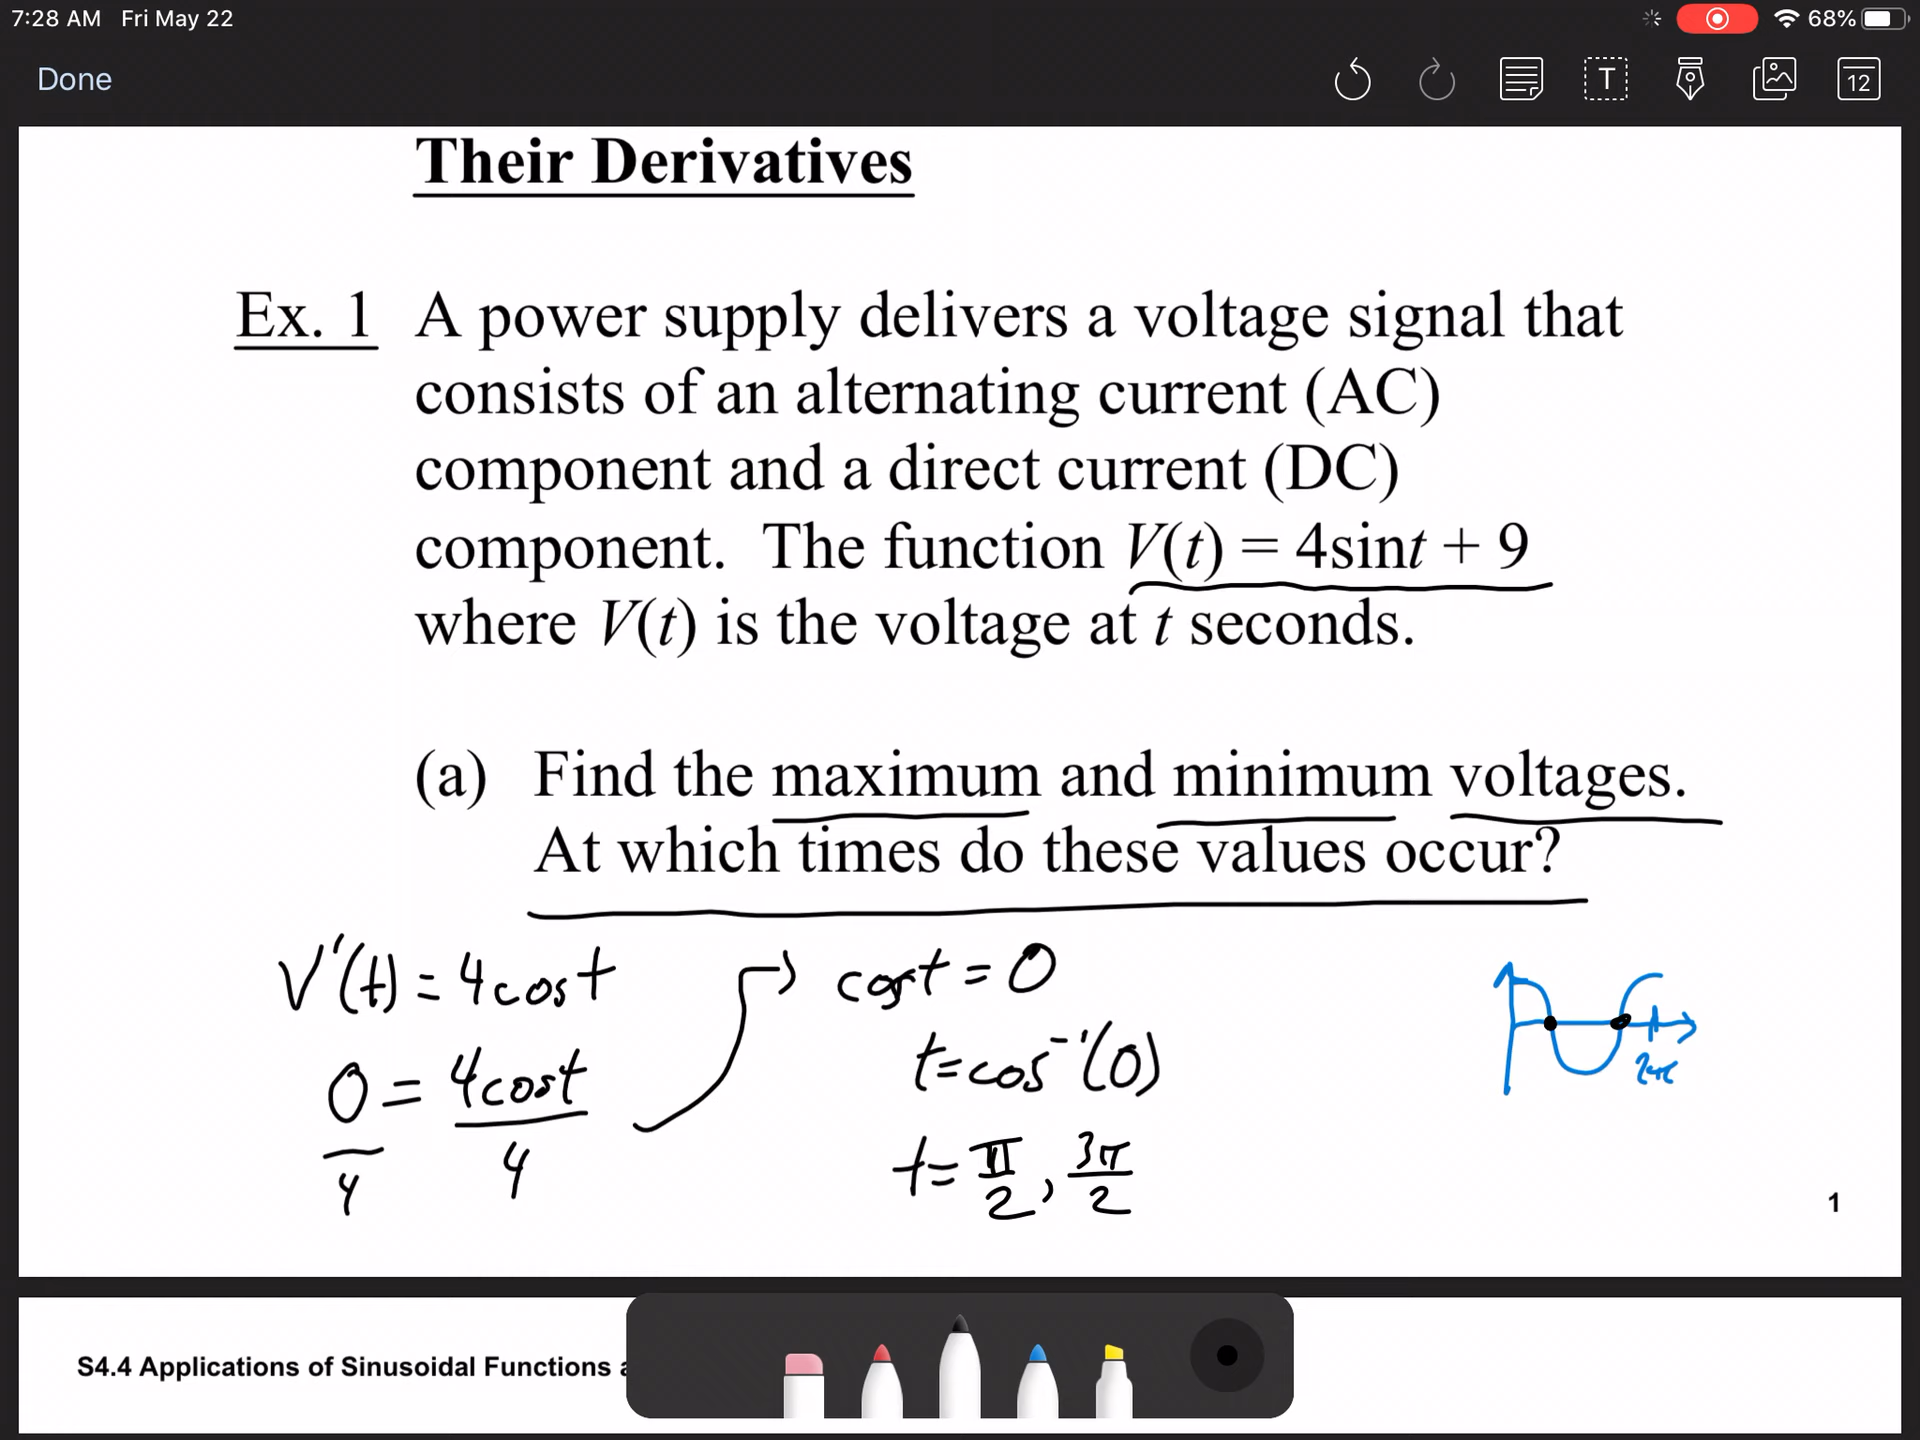 7:28 AM Fri May 22
68%
Done
T
12
Their Derivatives
Ex. 1 A power supply delivers a voltage signal that
consists of an alternating current (AC)
component and a direct current (DC)
component. The function V(t) = 4sint + 9
where V(t) is the voltage at t seconds.
(a) Find the maximum and minimum voltages.
At which times do these values occur?
V'(t) = 4cost
0/4 = 4cost/4
cost = 0
t = cos⁻¹(0)
t = π/2, 3π/2
2π
1
S4.4 Applications of Sinusoidal Functions